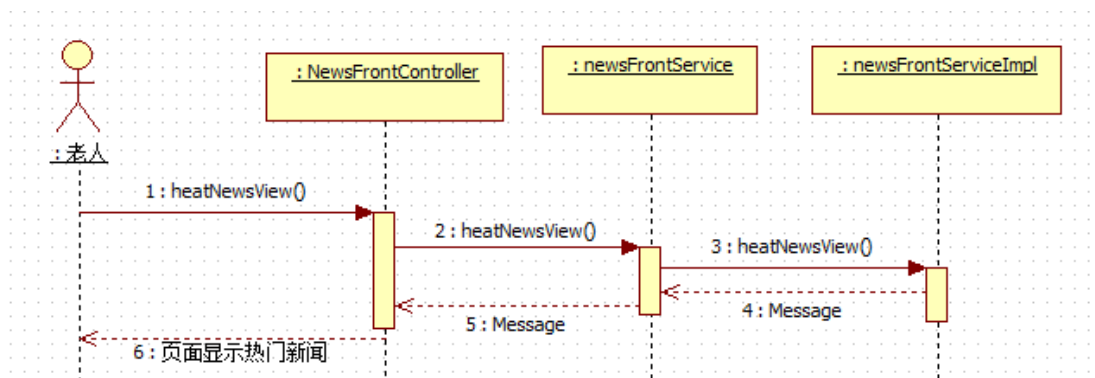 : NewsFrontController
: newsFrontService
: newsFrontServiceImpl
: 老人
1 : heatNewsView()
2 : heatNewsView()
3 : heatNewsView()
4 : Message
5 : Message
6 : 页面显示热门新闻